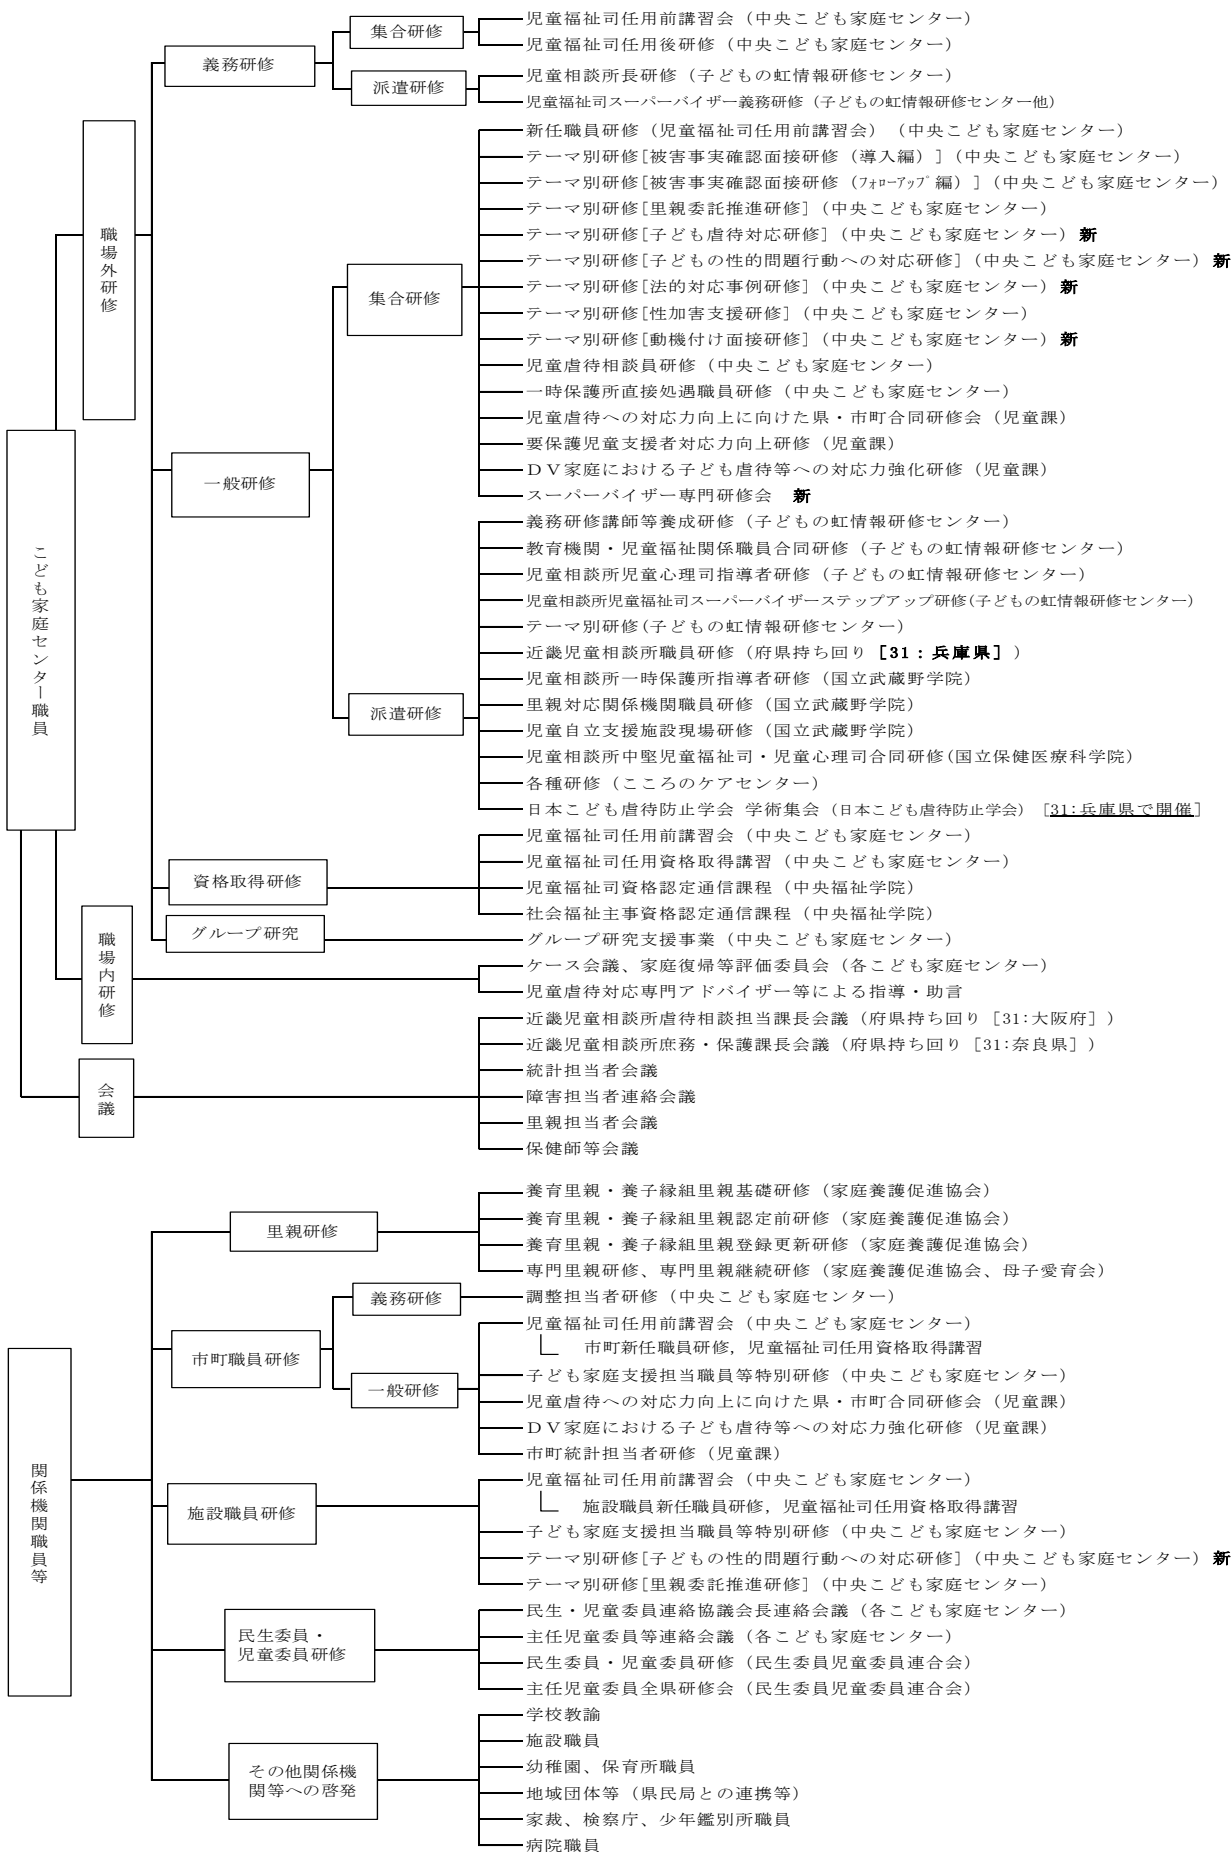 こども家庭センター職員
職場外研修
義務研修
集合研修
児童福祉司任用前講習会（中央こども家庭センター）
児童福祉司任用後研修（中央こども家庭センター）
派遣研修
児童相談所長研修（子どもの虹情報研修センター）
児童福祉司スーパーバイザー義務研修（子どもの虹情報研修センター他）
一般研修
集合研修
新任職員研修（児童福祉司任用前講習会）（中央こども家庭センター）
テーマ別研修[被害事実確認面接研修（導入編）]（中央こども家庭センター）
テーマ別研修[被害事実確認面接研修（ﾌｫﾛｰｱｯﾌﾟ編）]（中央こども家庭センター）
テーマ別研修[里親委託推進研修]（中央こども家庭センター）
テーマ別研修[子ども虐待対応研修]（中央こども家庭センター）新
テーマ別研修[子どもの性的問題行動への対応研修]（中央こども家庭センター）新
テーマ別研修[法的対応事例研修]（中央こども家庭センター）新
テーマ別研修[性加害支援研修]（中央こども家庭センター）
テーマ別研修[動機付け面接研修]（中央こども家庭センター）新
児童虐待相談員研修（中央こども家庭センター）
一時保護所直接処遇職員研修（中央こども家庭センター）
児童虐待への対応力向上に向けた県・市町合同研修会（児童課）
要保護児童支援者対応力向上研修（児童課）
ＤＶ家庭における子ども虐待等への対応力強化研修（児童課）
スーパーバイザー専門研修会　新
派遣研修
義務研修講師等養成研修（子どもの虹情報研修センター）
教育機関・児童福祉関係職員合同研修（子どもの虹情報研修センター）
児童相談所児童心理司指導者研修（子どもの虹情報研修センター）
児童相談所児童福祉司スーパーバイザーステップアップ研修(子どもの虹情報研修センター)
テーマ別研修(子どもの虹情報研修センター)
近畿児童相談所職員研修（府県持ち回り［31：兵庫県］）
児童相談所一時保護所指導者研修（国立武蔵野学院）
里親対応関係機関職員研修（国立武蔵野学院）
児童自立支援施設現場研修（国立武蔵野学院）
児童相談所中堅児童福祉司・児童心理司合同研修(国立保健医療科学院)
各種研修（こころのケアセンター）
日本こども虐待防止学会 学術集会（日本こども虐待防止学会）［31:兵庫県で開催］
資格取得研修
児童福祉司任用前講習会（中央こども家庭センター）
児童福祉司任用資格取得講習（中央こども家庭センター）
児童福祉司資格認定通信課程（中央福祉学院）
社会福祉主事資格認定通信課程（中央福祉学院）
グループ研究
グループ研究支援事業（中央こども家庭センター）
職場内研修
ケース会議、家庭復帰等評価委員会（各こども家庭センター）
児童虐待対応専門アドバイザー等による指導・助言
会議
近畿児童相談所虐待相談担当課長会議（府県持ち回り［31:大阪府］）
近畿児童相談所庶務・保護課長会議（府県持ち回り［31:奈良県］）
統計担当者会議
障害担当者連絡会議
里親担当者会議
保健師等会議
関係機関職員等
里親研修
養育里親・養子縁組里親基礎研修（家庭養護促進協会）
養育里親・養子縁組里親認定前研修（家庭養護促進協会）
養育里親・養子縁組里親登録更新研修（家庭養護促進協会）
専門里親研修、専門里親継続研修（家庭養護促進協会、母子愛育会）
市町職員研修
義務研修
調整担当者研修（中央こども家庭センター）
一般研修
児童福祉司任用前講習会（中央こども家庭センター）
市町新任職員研修，児童福祉司任用資格取得講習
子ども家庭支援担当職員等特別研修（中央こども家庭センター）
児童虐待への対応力向上に向けた県・市町合同研修会（児童課）
ＤＶ家庭における子ども虐待等への対応力強化研修（児童課）
市町統計担当者研修（児童課）
施設職員研修
児童福祉司任用前講習会（中央こども家庭センター）
施設職員新任職員研修，児童福祉司任用資格取得講習
子ども家庭支援担当職員等特別研修（中央こども家庭センター）
テーマ別研修[子どもの性的問題行動への対応研修]（中央こども家庭センター）新
テーマ別研修[里親委託推進研修]（中央こども家庭センター）
民生委員・
児童委員研修
民生・児童委員連絡協議会長連絡会議（各こども家庭センター）
主任児童委員等連絡会議（各こども家庭センター）
民生委員・児童委員研修（民生委員児童委員連合会）
主任児童委員全県研修会（民生委員児童委員連合会）
その他関係機
関等への啓発
学校教諭
施設職員
幼稚園、保育所職員
地域団体等（県民局との連携等）
家裁、検察庁、少年鑑別所職員
病院職員